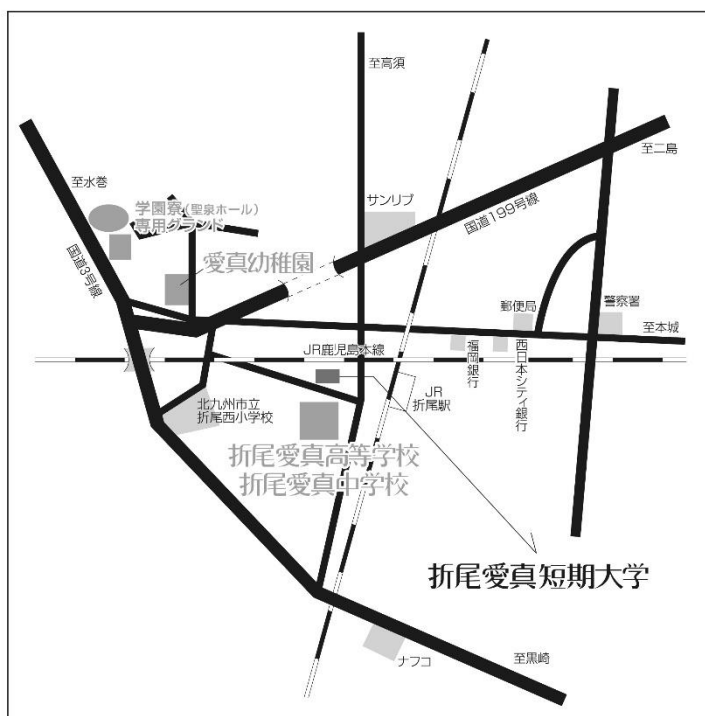 至高須
至二島
至水巻
サンリブ
学園寮(聖泉ホール)
専用グランド
国道199号線
愛真幼稚園
国道3号線
郵便局
警察署
至本城
JR鹿児島本線
福岡銀行
西日本シティ銀行
JR
折尾駅
北九州市立
折尾西小学校
折尾愛真高等学校
折尾愛真中学校
折尾愛真短期大学
ナフコ
至黒崎